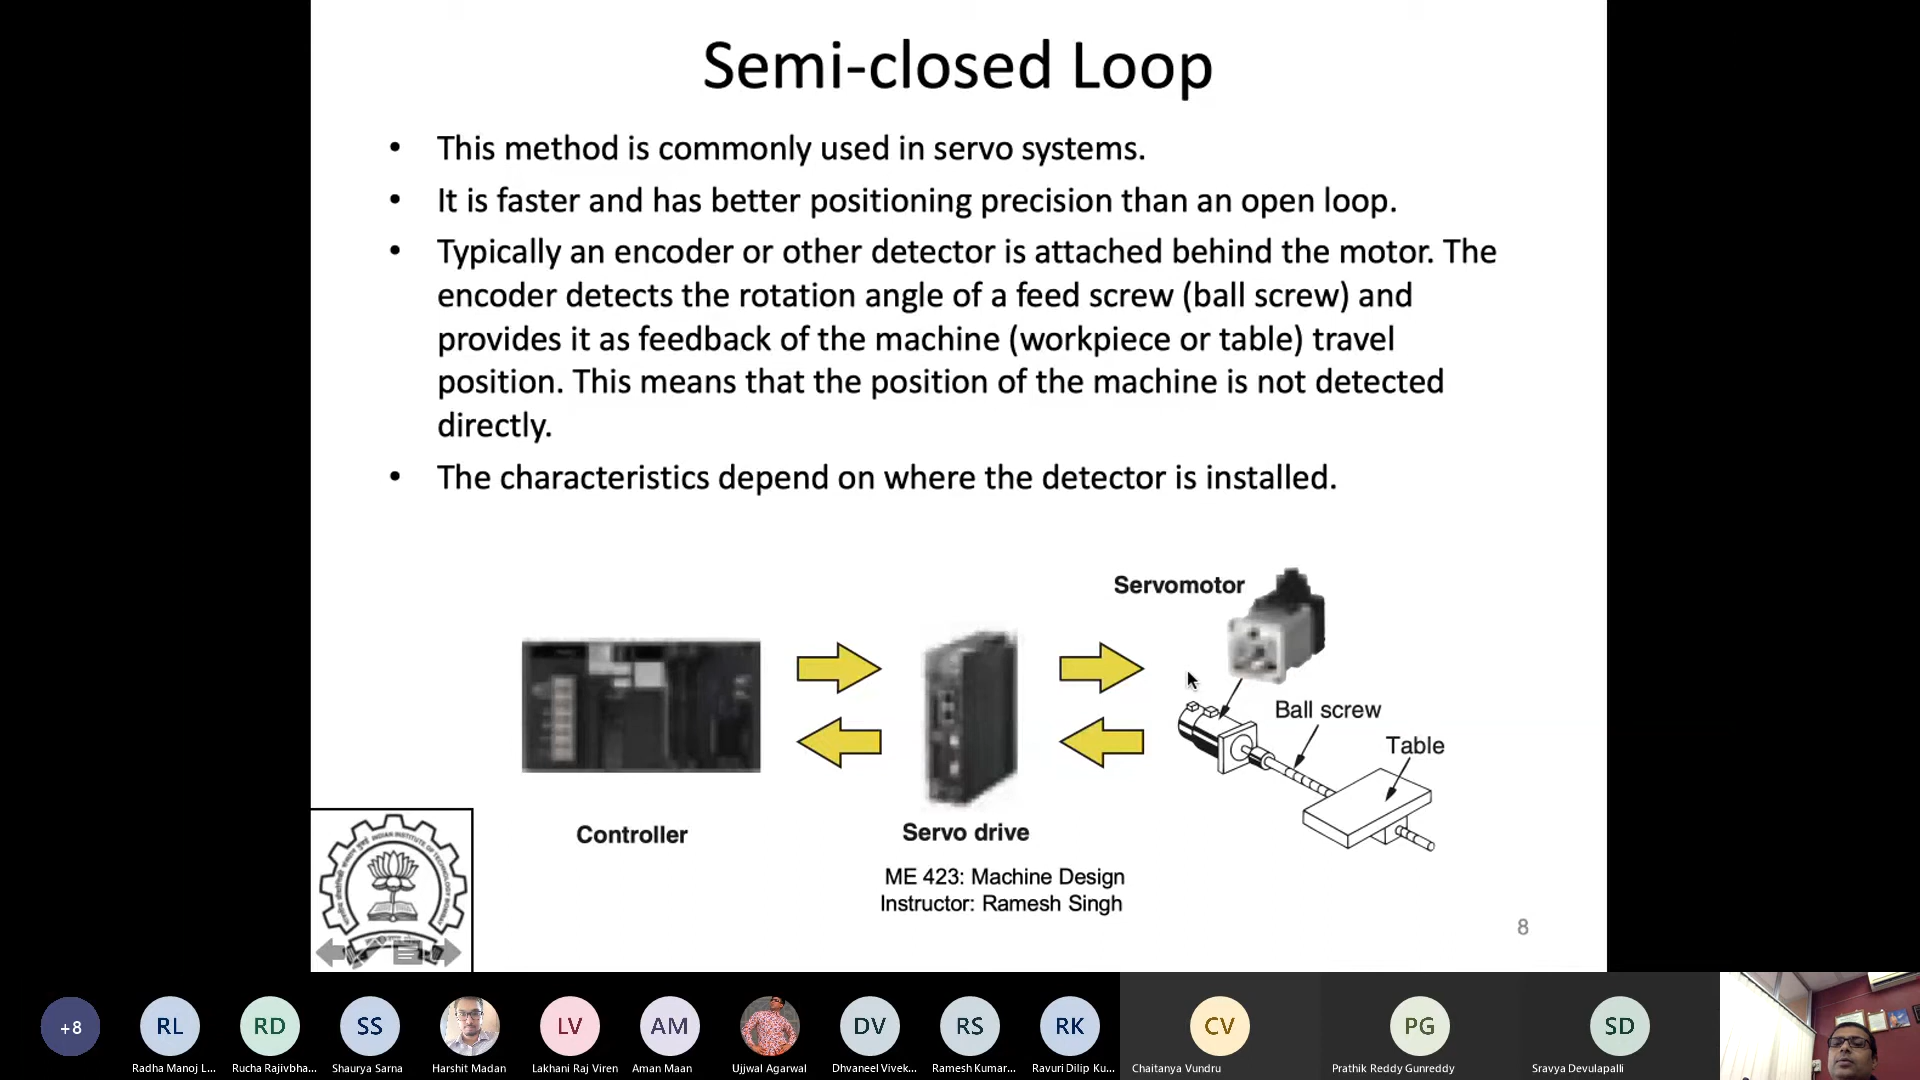 Semi-closed Loop
• This method is commonly used in servo systems.
• It is faster and has better positioning precision than an open loop.
• Typically an encoder or other detector is attached behind the motor. The
encoder detects the rotation angle of a feed screw (ball screw) and
provides it as feedback of the machine (workpiece or table) travel
position. This means that the position of the machine is not detected
directly.
• The characteristics depend on where the detector is installed.
Servomotor
Ball screw
Table
Controller
Servo drive
ME 423: Machine Design
Instructor: Ramesh Singh
8
INDIAN INSTITUTE OF TECHNOLOGY BOMBAY
+8
RL
RD
SS
LV
AM
DV
RS
RK
CV
PG
SD
Radha Manoj L...
Rucha Rajivbha...
Shaurya Sarna
Harshit Madan
Lakhani Raj Viren
Aman Maan
Ujjwal Agarwal
Dhvaneel Vivek...
Ramesh Kumar...
Ravuri Dilip Ku...
Chaitanya Vundru
Prathik Reddy Gunreddy
Sravya Devulapalli